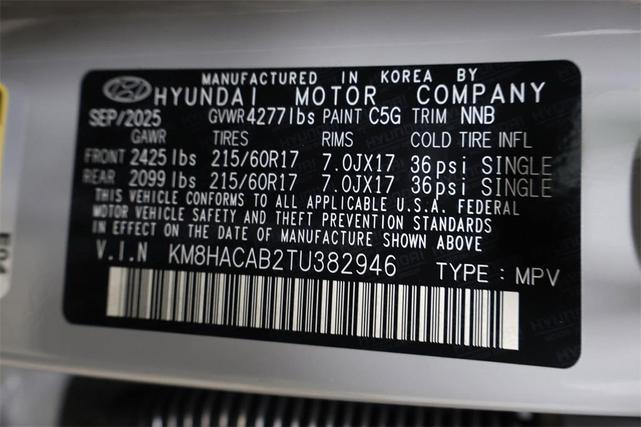 MANUFACTURED IN KOREA BY
HYUNDAI MOTOR COMPANY
SEP/2025 GVWR 4277lbs PAINT C5G TRIM NNB
GAWR TIRES RIMS COLD TIRE INFL
FRONT 2425lbs 215/60R17 7.0JX17 36psi SINGLE
REAR 2099lbs 215/60R17 7.0JX17 36psi SINGLE
THIS VEHICLE CONFORMS TO ALL APPLICABLE U.S.A. FEDERAL
MOTOR VEHICLE SAFETY AND THEFT PREVENTION STANDARDS
IN EFFECT ON THE DATE OF MANUFACTURE SHOWN ABOVE
V.I.N KM8HACAB2TU382946 TYPE : MPV